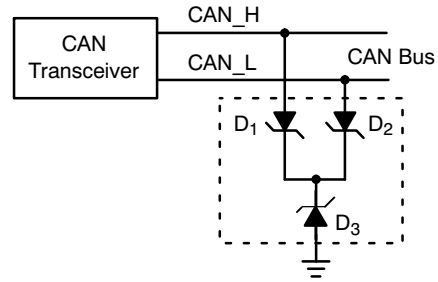 CAN_H
CAN
Transceiver
CAN_L
CAN Bus
D1
D2
D3